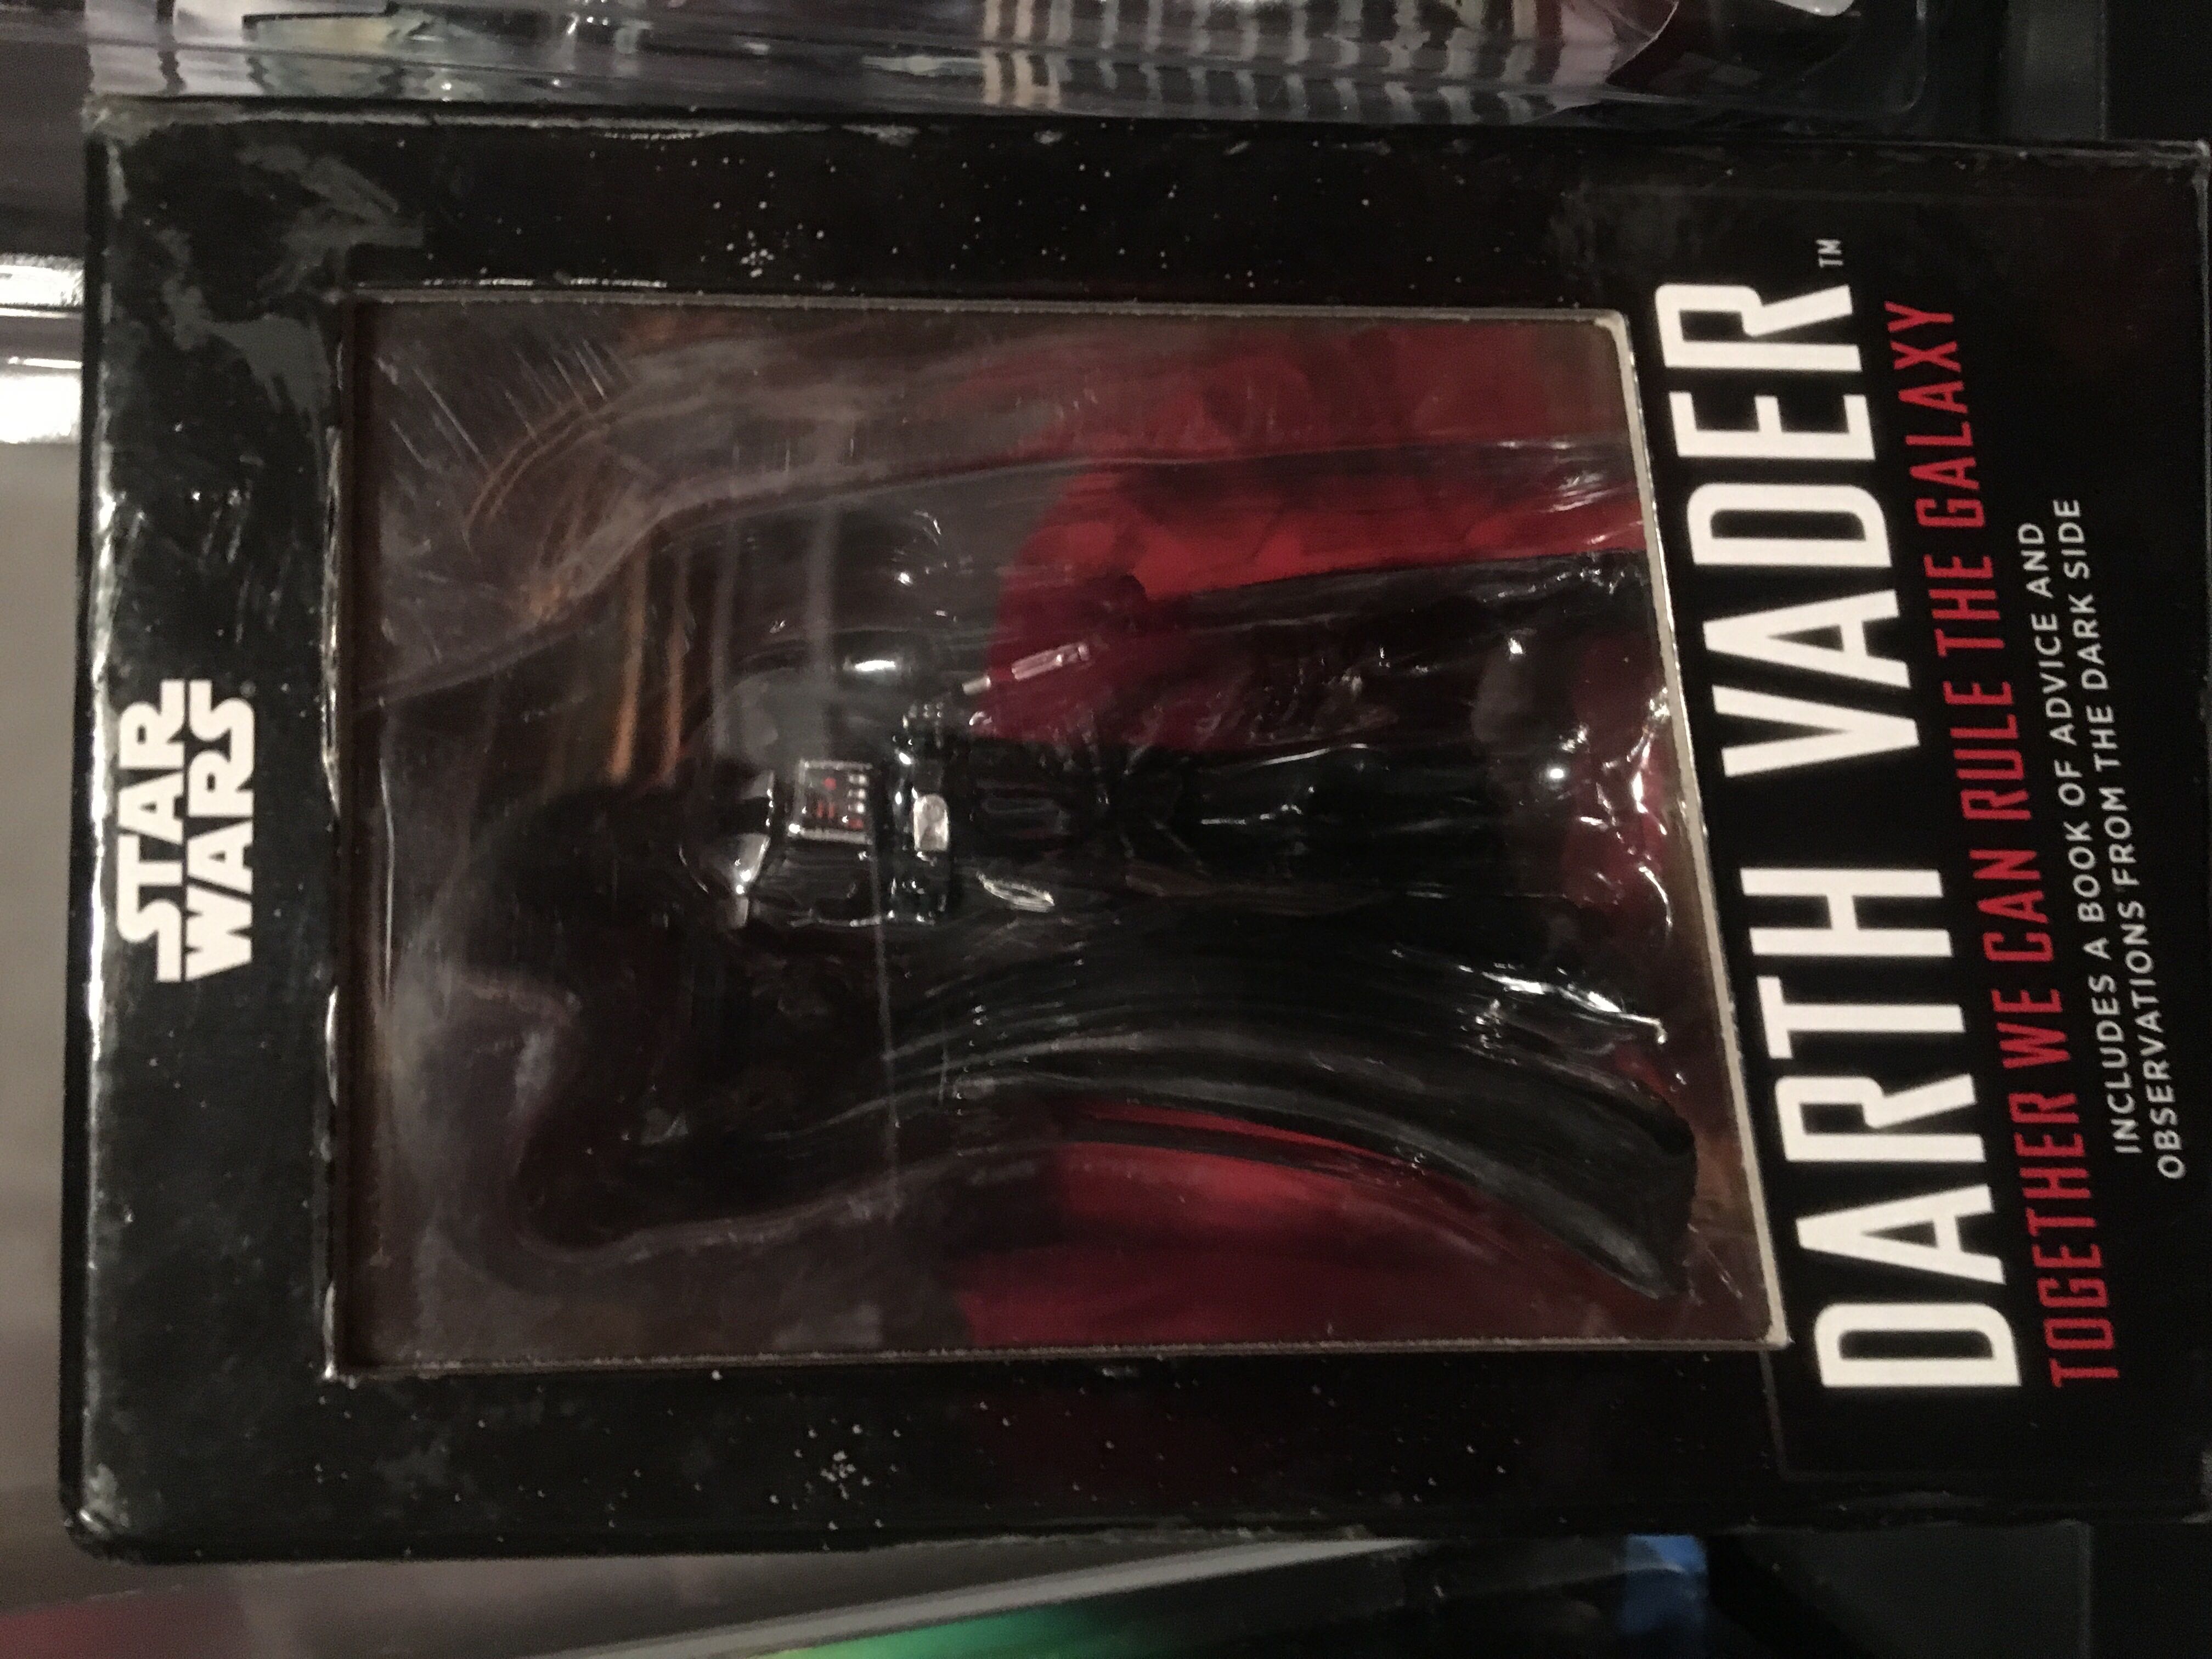 STAR
WARS
DARTH VADER™
TOGETHER WE CAN RULE THE GALAXY
INCLUDES A BOOK OF ADVICE AND
OBSERVATIONS FROM THE DARK SIDE